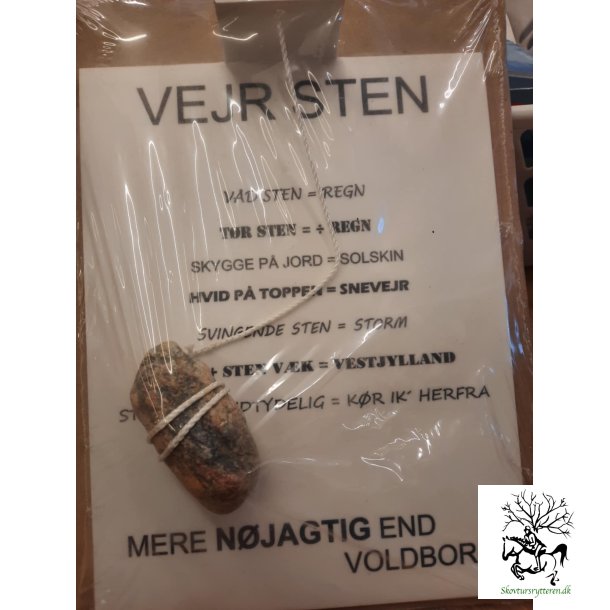 VEJR STEN
VÅD STEN = REGN
TØR STEN = ÷ REGN
SKYGGE PÅ JORD = SOLSKIN
HVID PÅ TOPPEN = SNEVEJR
SVINGENDE STEN = STORM
+ STEN VÆK = VESTJYLLAND
= KØR IK´ HERFRA
MERE NØJAGTIG END
VOLDBOR
Skovtursrytteren.dk